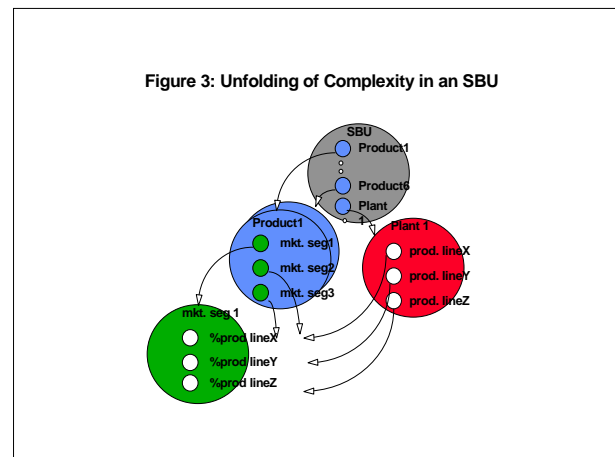 Figure 3: Unfolding of Complexity in an SBU
SBU
Product1
Product6
Plant
1
Product1
mkt. seg1
mkt. seg2
mkt. seg3
Plant 1
prod. lineX
prod. lineY
prod. lineZ
mkt. seg 1
%prod lineX
%prod lineY
%prod lineZ